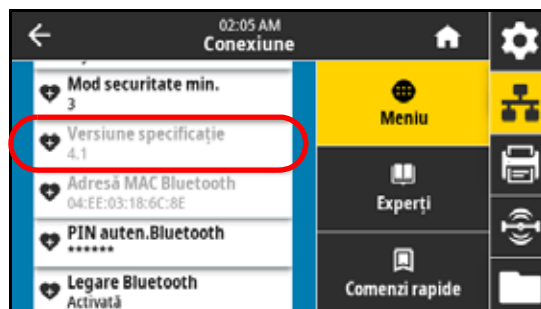 02:05 AM
Conexiune
Mod securitate min.
3
Versiune specificație
4.1
Adresă MAC Bluetooth
04:EE:03:18:6C:8E
PIN auten.Bluetooth
******
Legare Bluetooth
Activată
Meniu
Experți
Comenzi rapide